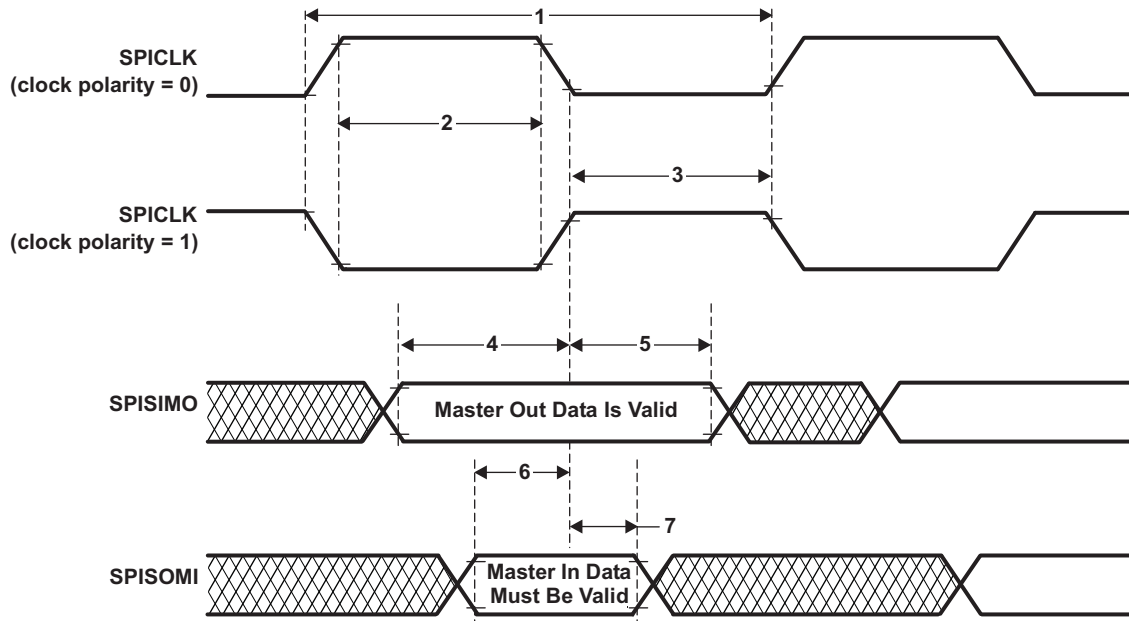 1
SPICLK
(clock polarity = 0)
2
3
SPICLK
(clock polarity = 1)
4
5
SPISIMO
Master Out Data Is Valid
6
7
SPISOMI
Master In Data
Must Be Valid